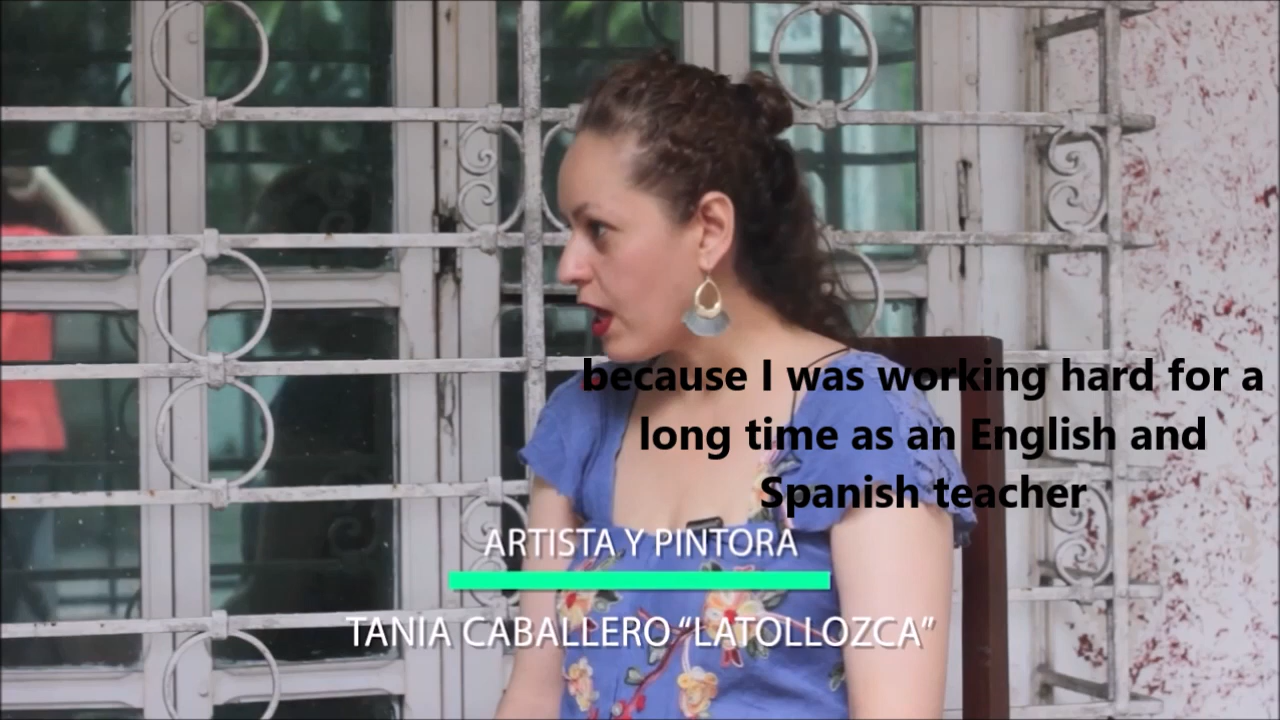 because I was working hard for a
long time as an English and
Spanish teacher
ARTISTA Y PINTORA
TANIA CABALLERO “LATOLLOZCA”